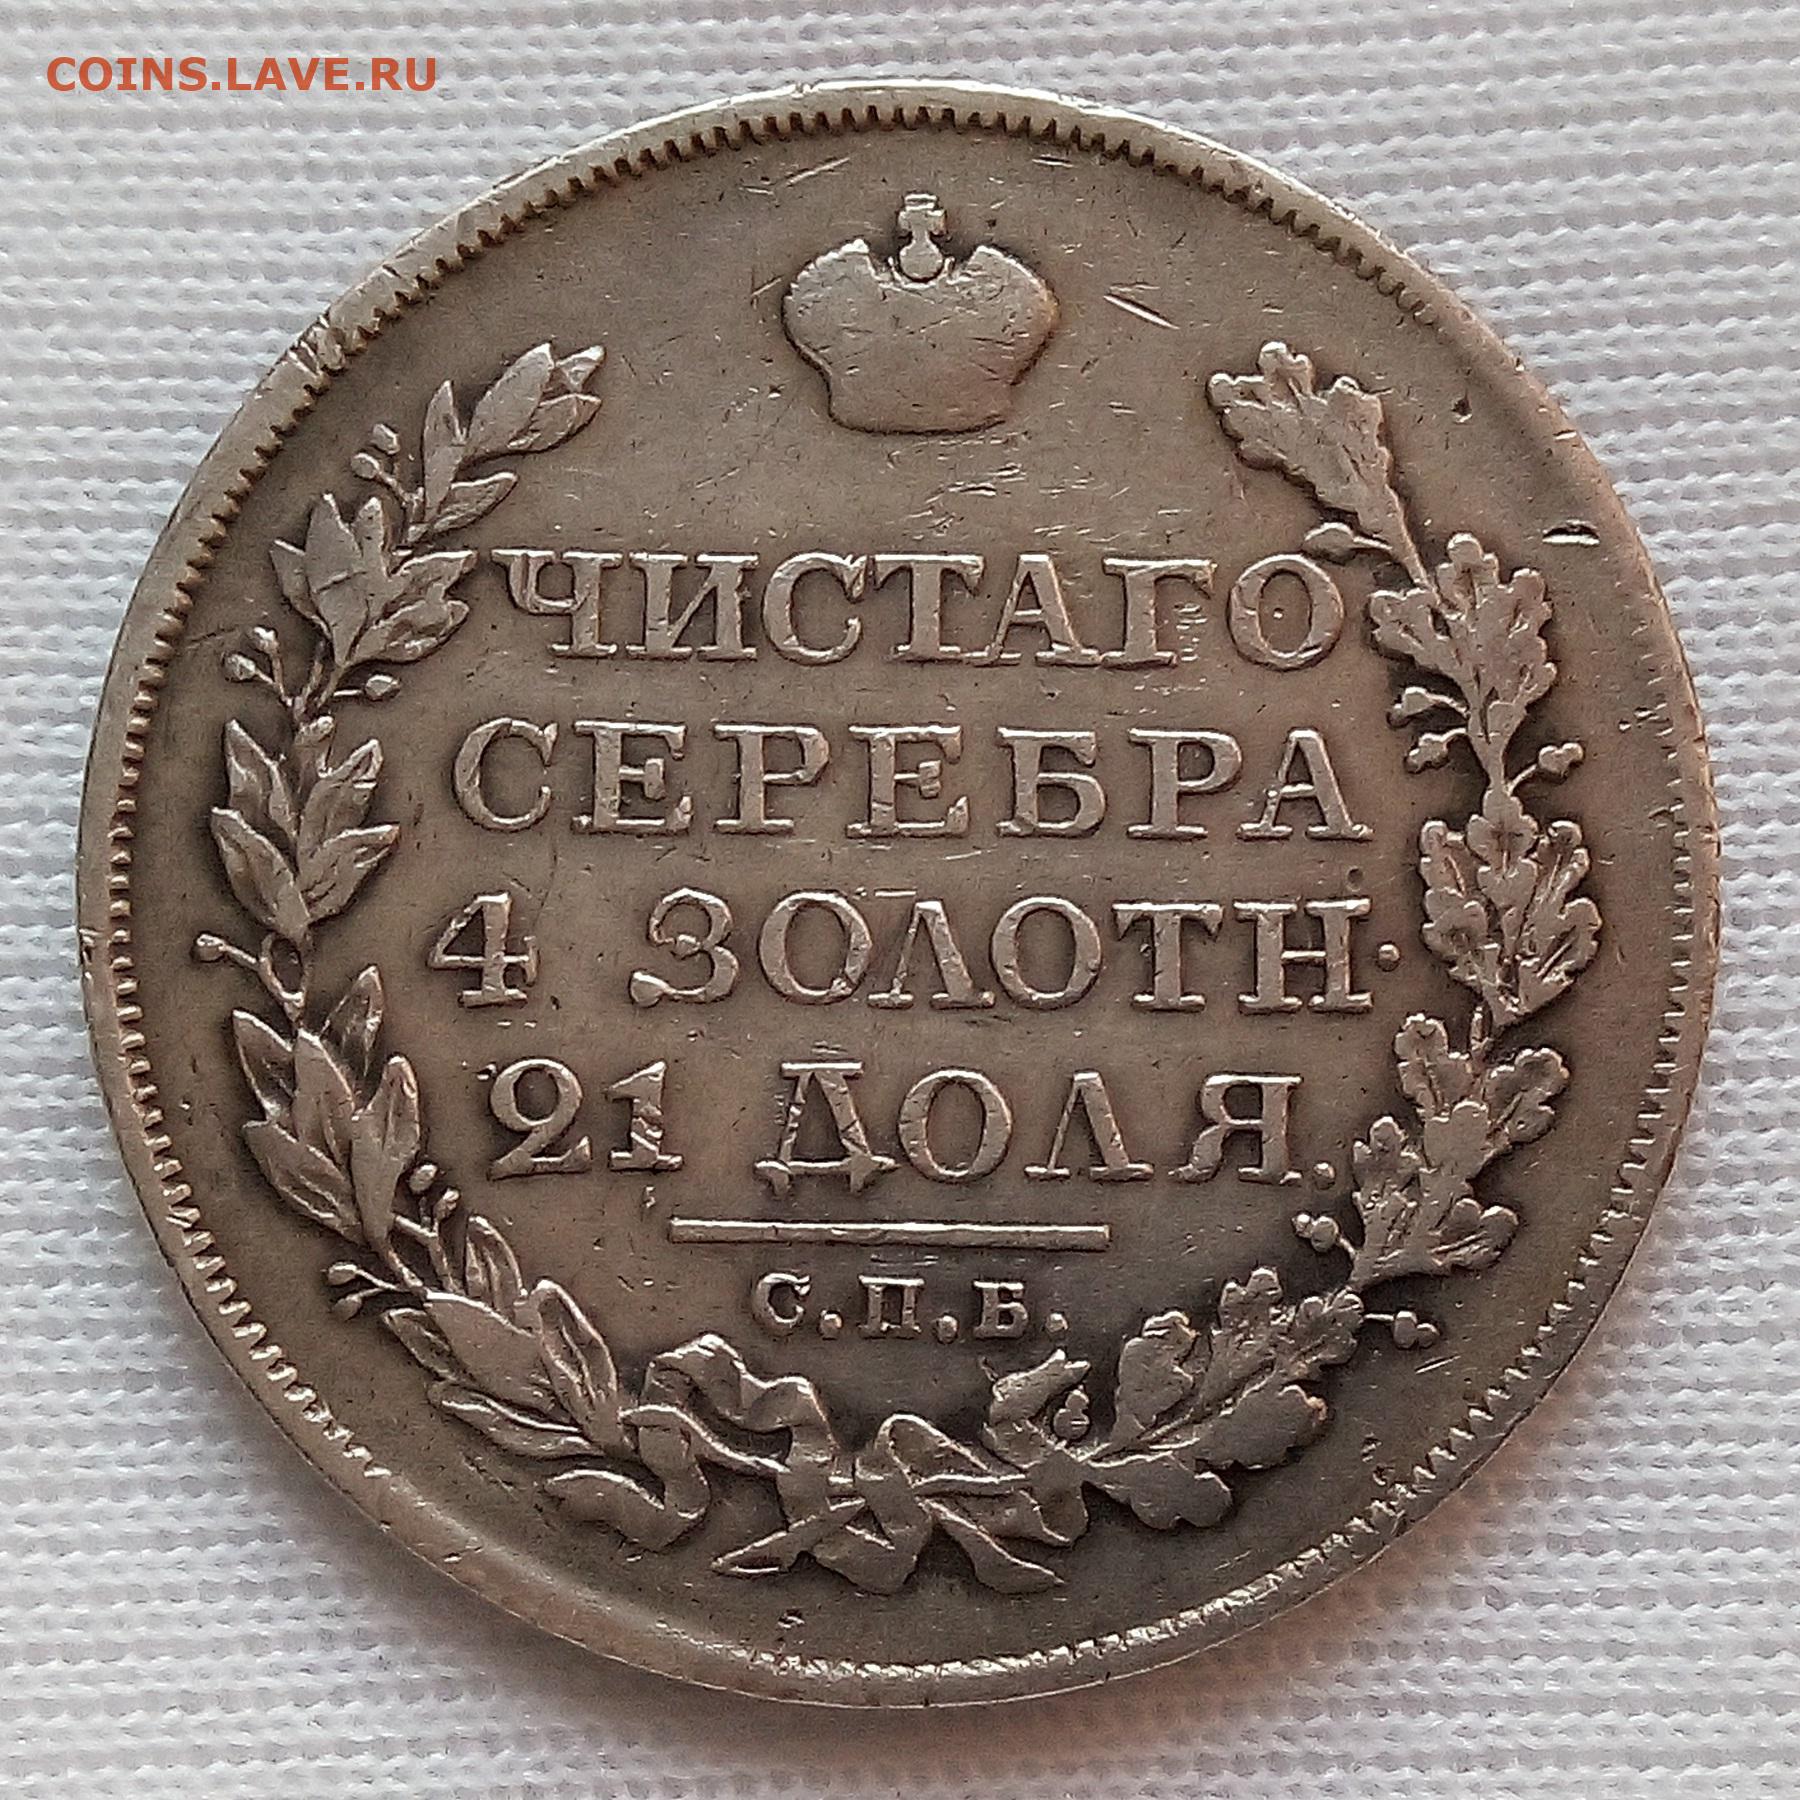 COINS.LAVE.RU
ЧИСТАГО
СЕРЕБРА
4 ЗОЛОТН·
21 ДОЛЯ.
С.П.Б.